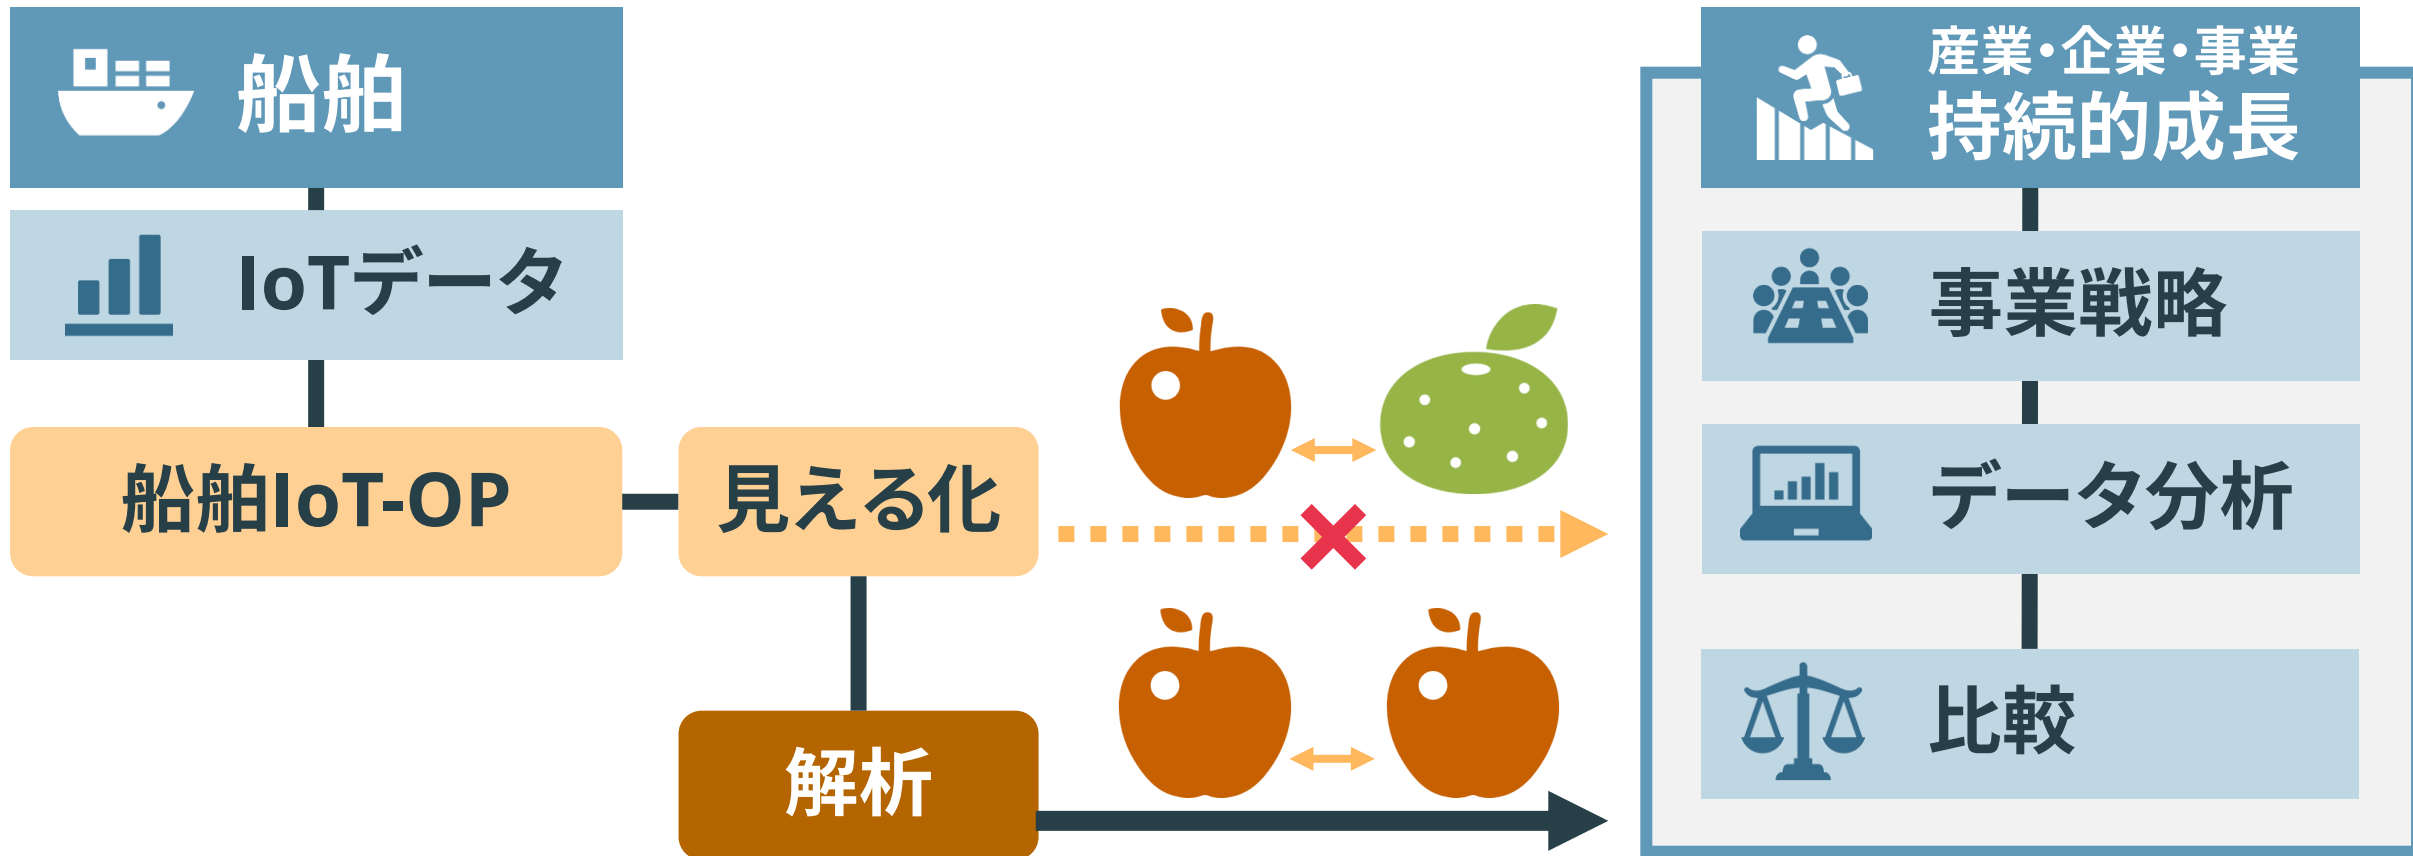 船舶
IoTデータ
船舶IoT-OP
見える化
解析
産業・企業・事業
持続的成長
事業戦略
データ分析
比較